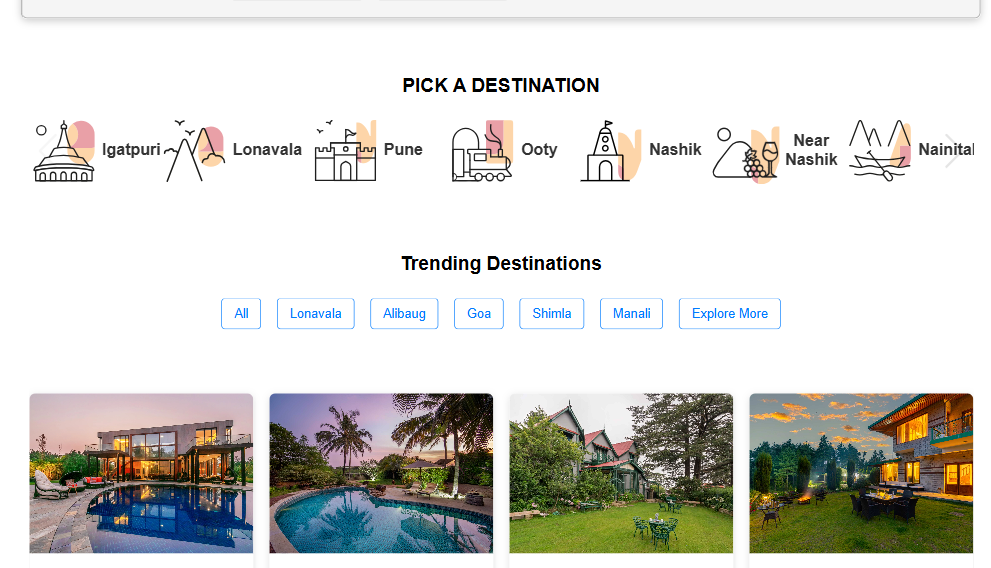 PICK A DESTINATION
Igatpuri
Lonavala
Pune
Ooty
Nashik
Near
Nashik
Nainital
Trending Destinations
All
Lonavala
Alibaug
Goa
Shimla
Manali
Explore More